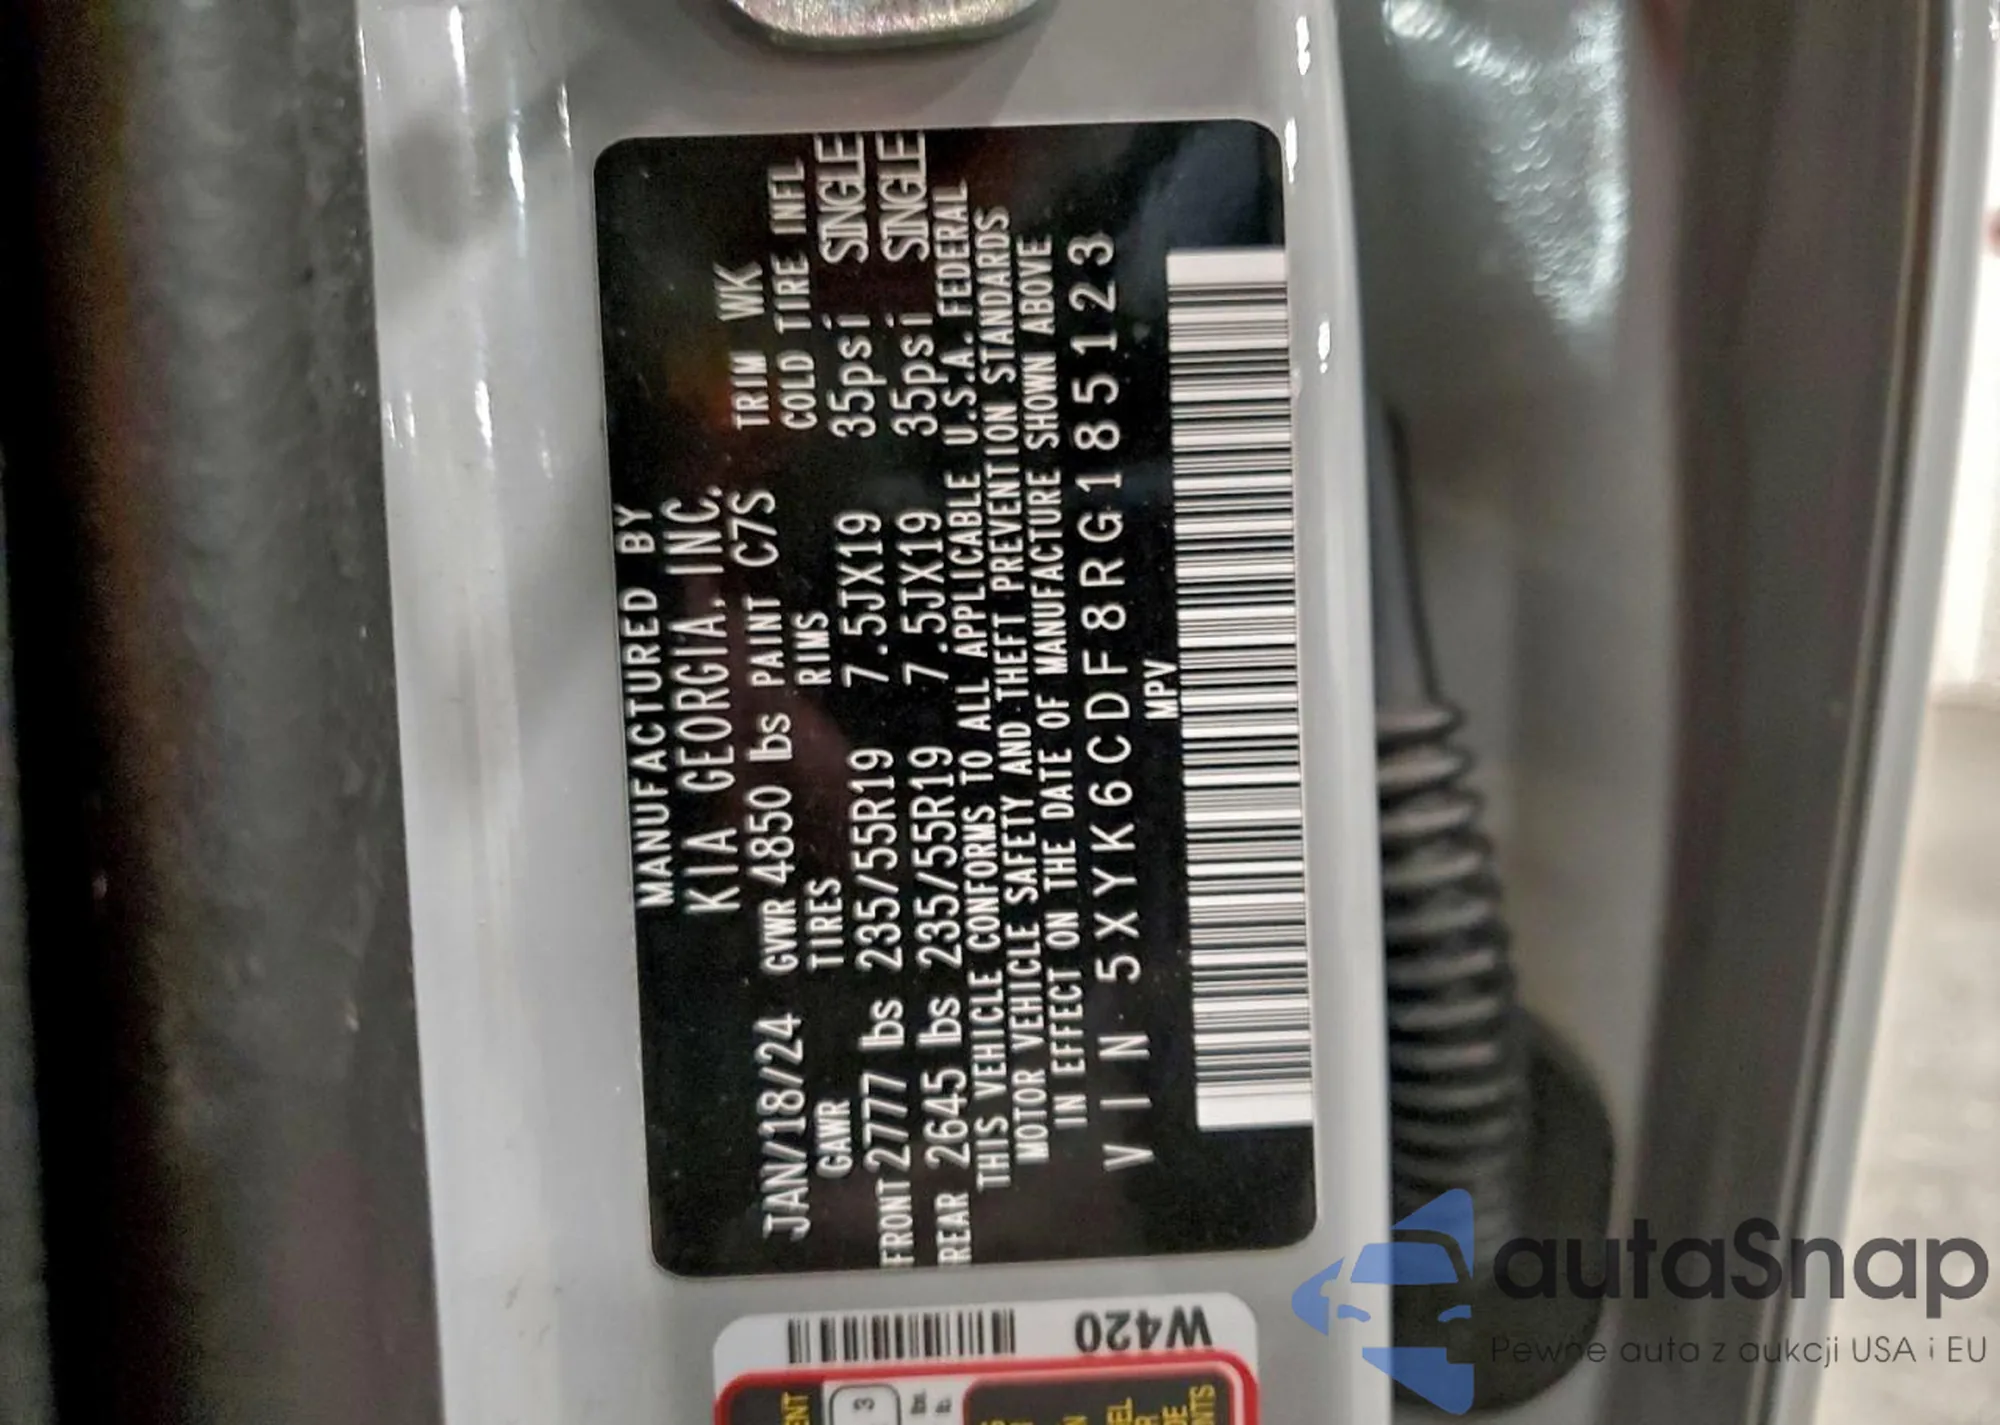 MANUFACTURED BY
KIA GEORGIA, INC.
JAN/18/24 GVWR 4850 lbs PAINT C7S TRIM WK
GAWR TIRES RIMS COLD TIRE INFL
FRONT 2777 lbs 235/55R19 7.5JX19 35psi SINGLE
REAR 2645 lbs 235/55R19 7.5JX19 35psi SINGLE
THIS VEHICLE CONFORMS TO ALL APPLICABLE U.S.A. FEDERAL
MOTOR VEHICLE SAFETY AND THEFT PREVENTION STANDARDS
IN EFFECT ON THE DATE OF MANUFACTURE SHOWN ABOVE
VIN 5XYK6CDF8RG185123
MPV
W420
3
autaSnap
Pewne auta z aukcji USA i EU